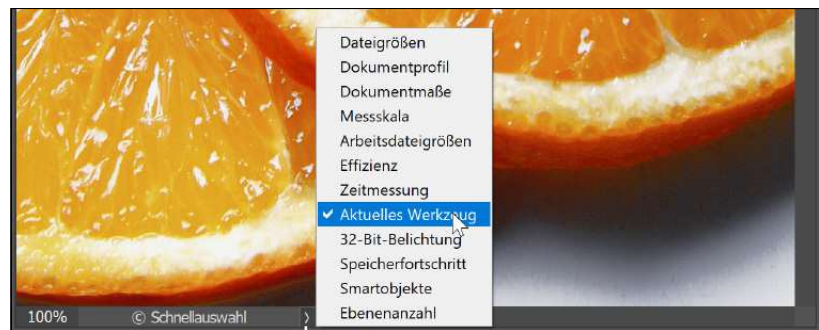 Dateigrößen
Dokumentprofil
Dokumentmaße
Messskala
Arbeitsdateigrößen
Effizienz
Zeitmessung
Aktuelles Werkzeug
32-Bit-Belichtung
Speicherfortschritt
Smartobjekte
Ebenenanzahl
100% © Schnellauswahl